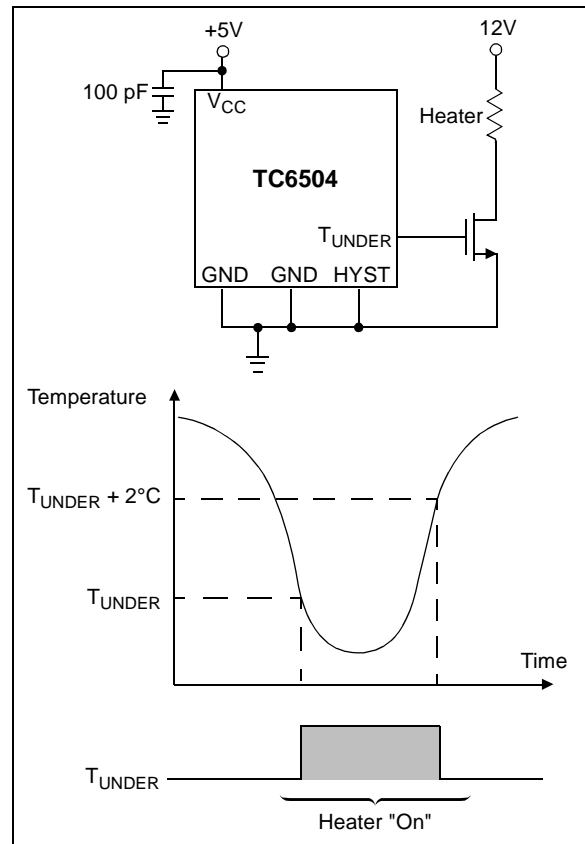 +5V
12V
100 pF
VCC
Heater
TC6504
TUNDER
GND GND HYST
Temperature
TUNDER + 2°C
TUNDER
Time
TUNDER
Heater "On"